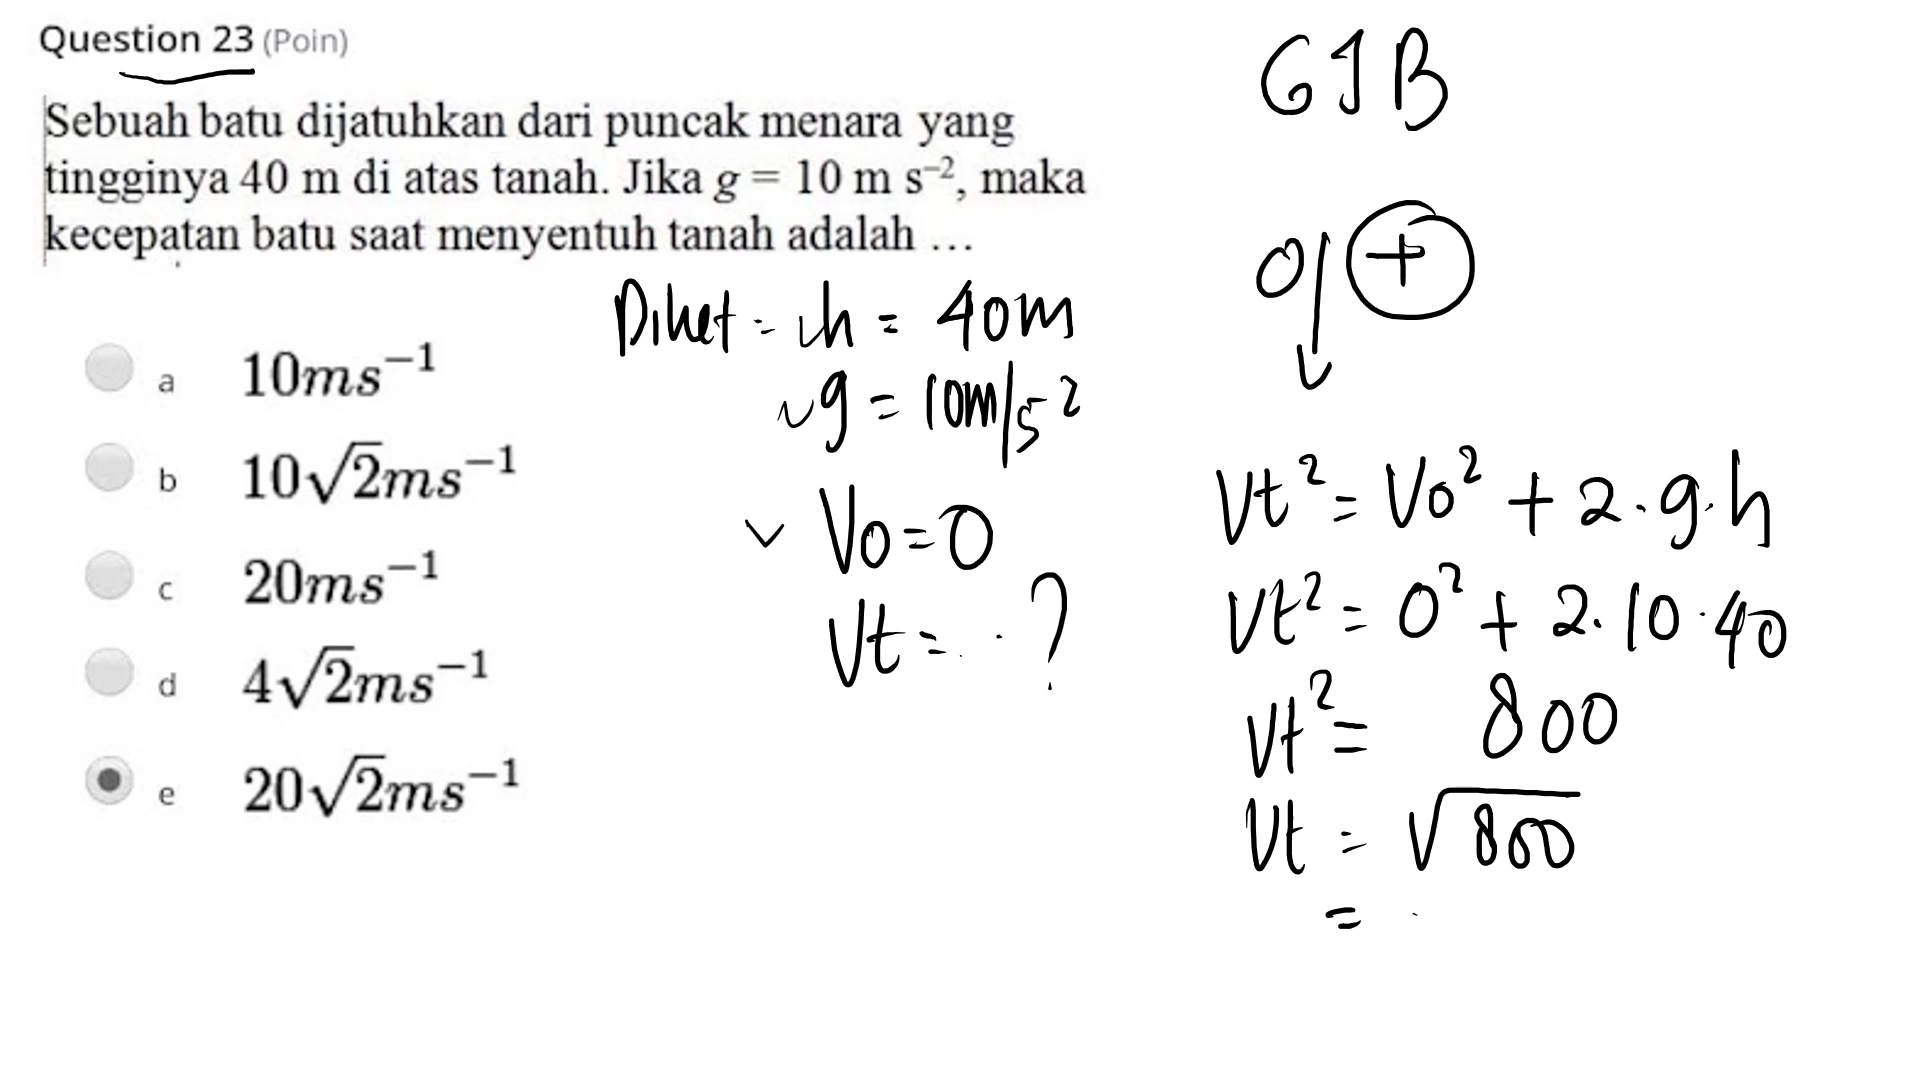 Question 23 (Poin)
Sebuah batu dijatuhkan dari puncak menara yang
tingginya 40 m di atas tanah. Jika g = 10 m s⁻², maka
kecepatan batu saat menyentuh tanah adalah ...
a 10ms⁻¹
b 10√2ms⁻¹
c 20ms⁻¹
d 4√2ms⁻¹
e 20√2ms⁻¹
Diket = h = 40m
g = 10m/s²
Vo = 0
Vt = .. ?
GJB
+
Vt² = Vo² + 2.g.h
Vt² = 0² + 2.10.40
Vt² = 800
Vt = √800
=